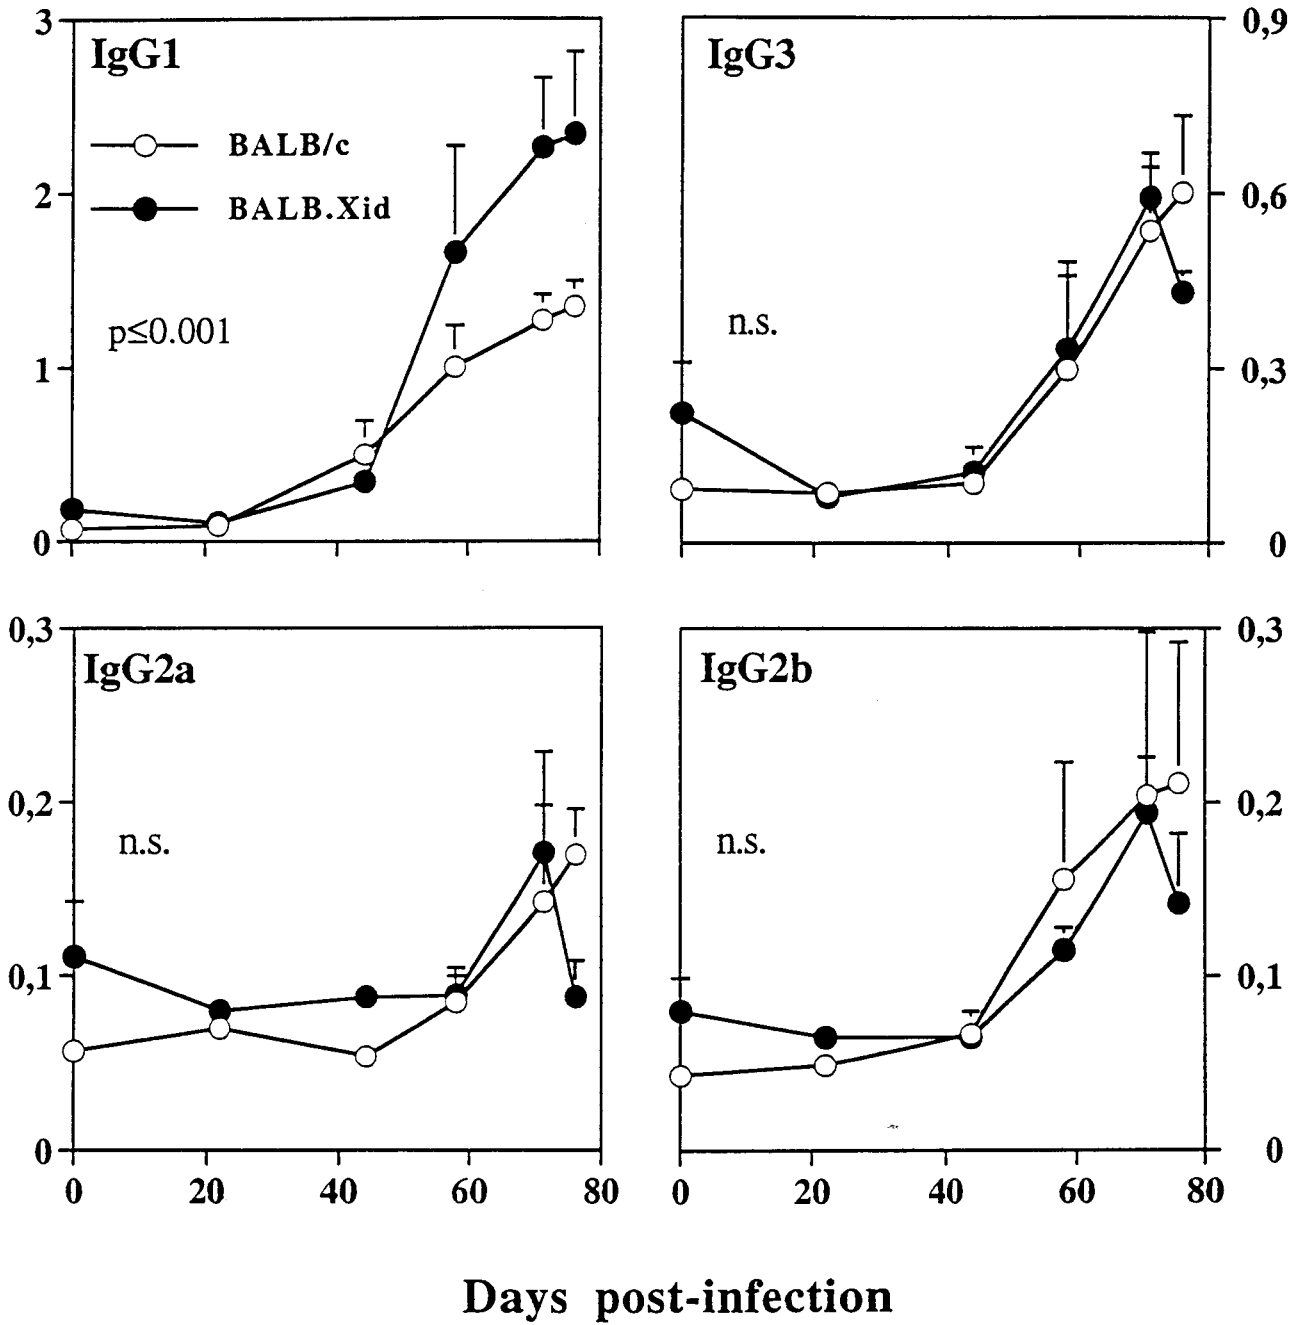 3
IgG1
BALB/c
BALB.Xid
2
p≤0.001
1
0
IgG3
0,9
0,6
n.s.
0,3
0
0,3
IgG2a
0,2
n.s.
0,1
0
0 20 40 60 80
IgG2b
0,3
0,2
n.s.
0,1
0
0 20 40 60 80
Days post-infection